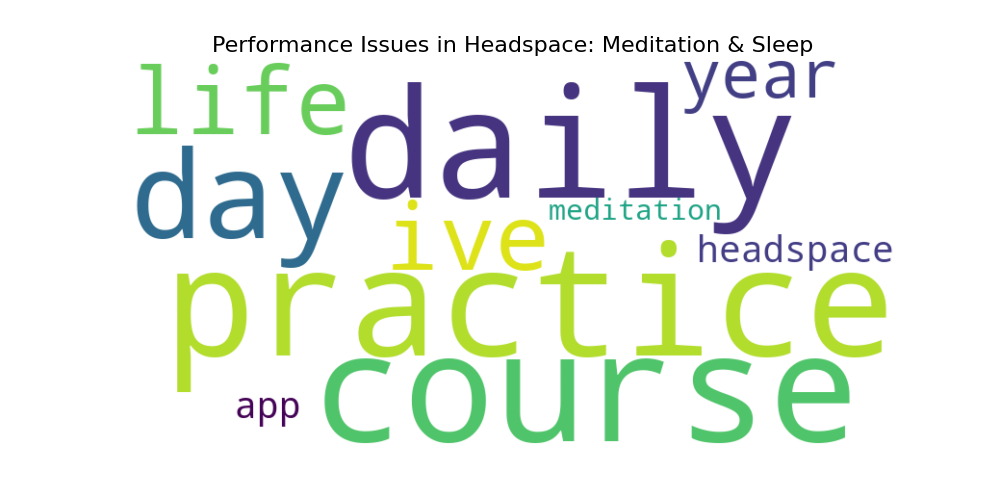 Performance Issues in Headspace: Meditation & Sleep
life
daily
year
day
ive
meditation
headspace
practice
app
course